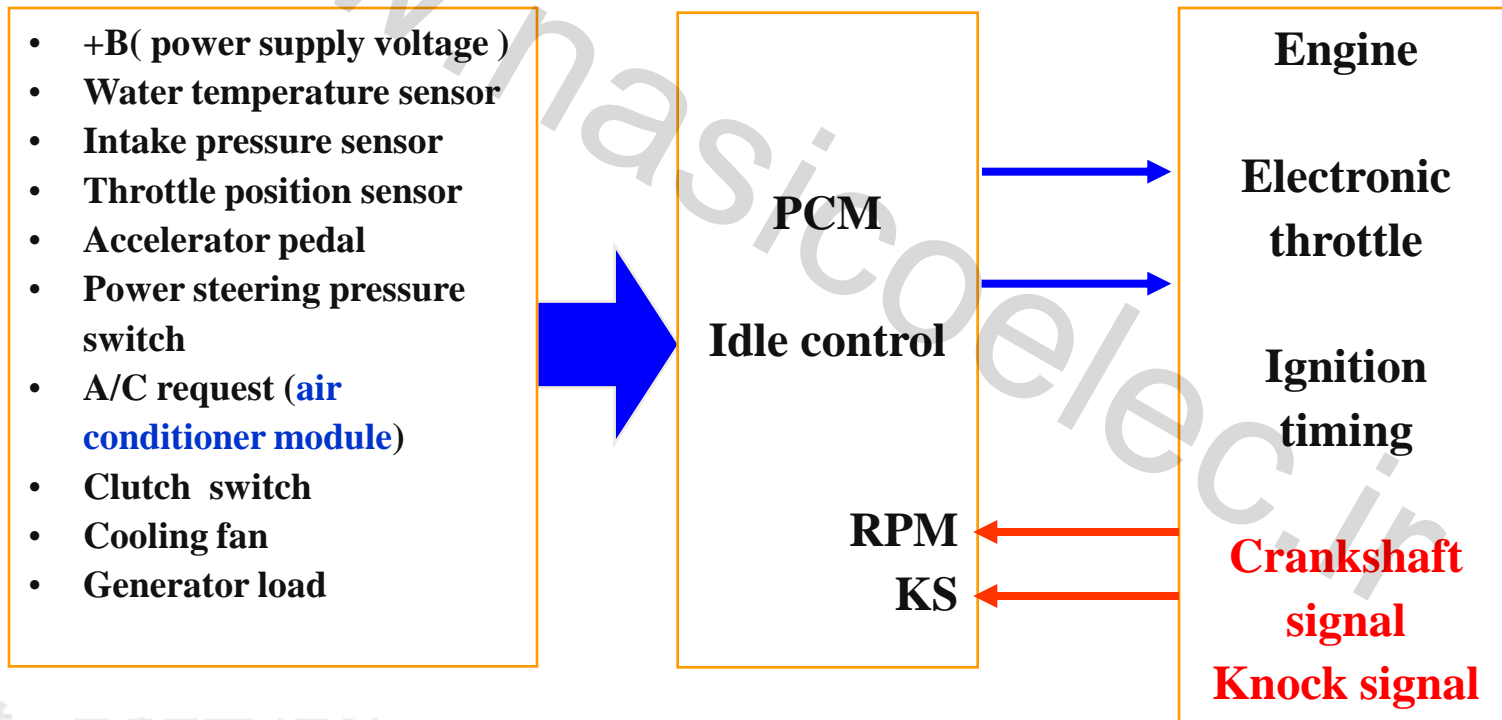 • +B( power supply voltage )
• Water temperature sensor
• Intake pressure sensor
• Throttle position sensor
• Accelerator pedal
• Power steering pressure
switch
• A/C request (air
conditioner module)
• Clutch switch
• Cooling fan
• Generator load
PCM
Idle control
RPM
KS
Engine
Electronic
throttle
Ignition
timing
Crankshaft
signal
Knock signal
w.nasicoelec.ir